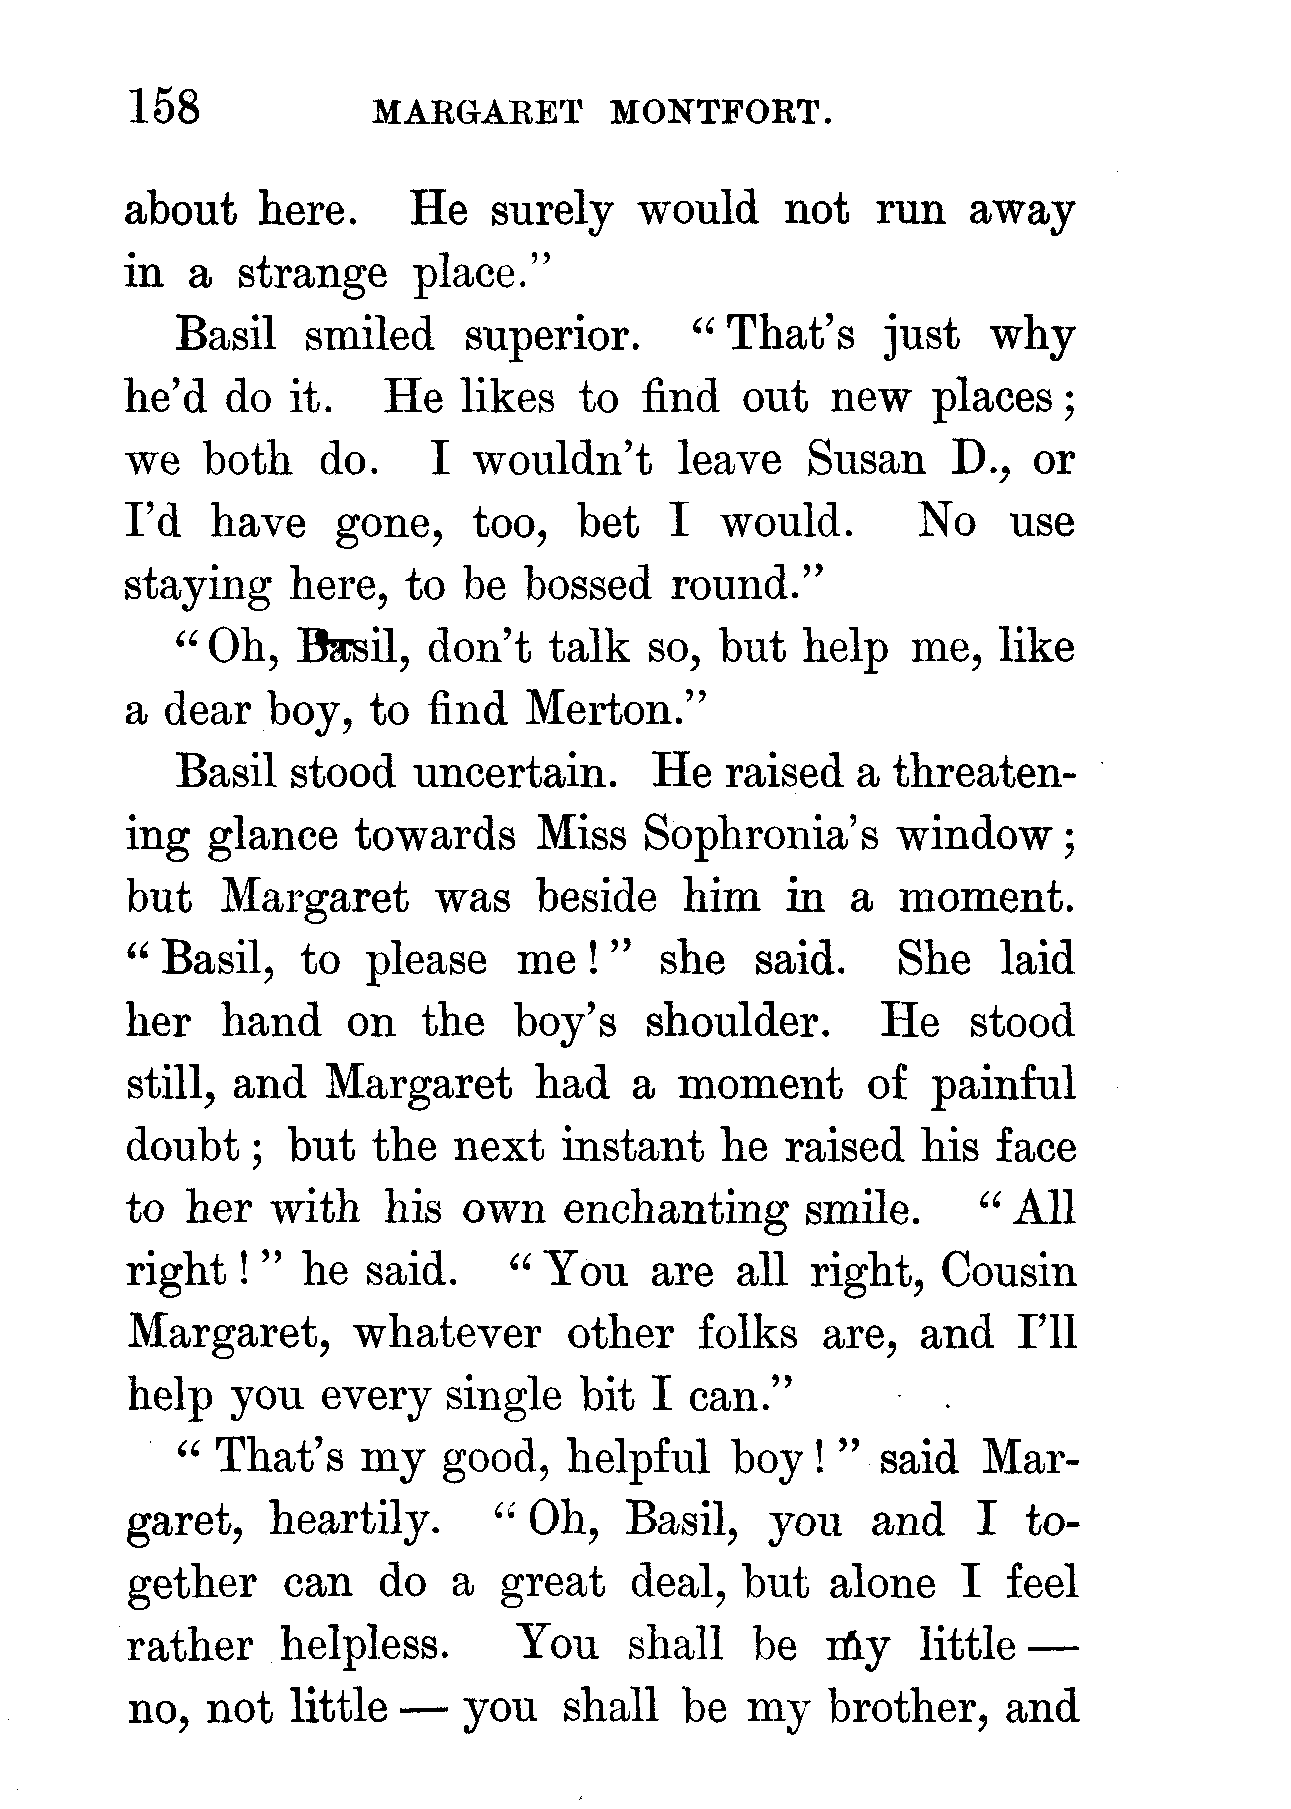 158 MARGARET MONTFORT.
about here. He surely would not run away
in a strange place."
Basil smiled superior. "That's just why
he'd do it. He likes to find out new places;
we both do. I wouldn't leave Susan D., or
I'd have gone, too, bet I would. No use
staying here, to be bossed round."
"Oh, Basil, don't talk so, but help me, like
a dear boy, to find Merton."
Basil stood uncertain. He raised a threaten-
ing glance towards Miss Sophronia's window;
but Margaret was beside him in a moment.
"Basil, to please me!" she said. She laid
her hand on the boy's shoulder. He stood
still, and Margaret had a moment of painful
doubt; but the next instant he raised his face
to her with his own enchanting smile. "All
right!" he said. "You are all right, Cousin
Margaret, whatever other folks are, and I'll
help you every single bit I can."
"That's my good, helpful boy!" said Mar-
garet, heartily. "Oh, Basil, you and I to-
gether can do a great deal, but alone I feel
rather helpless. You shall be my little —
no, not little — you shall be my brother, and